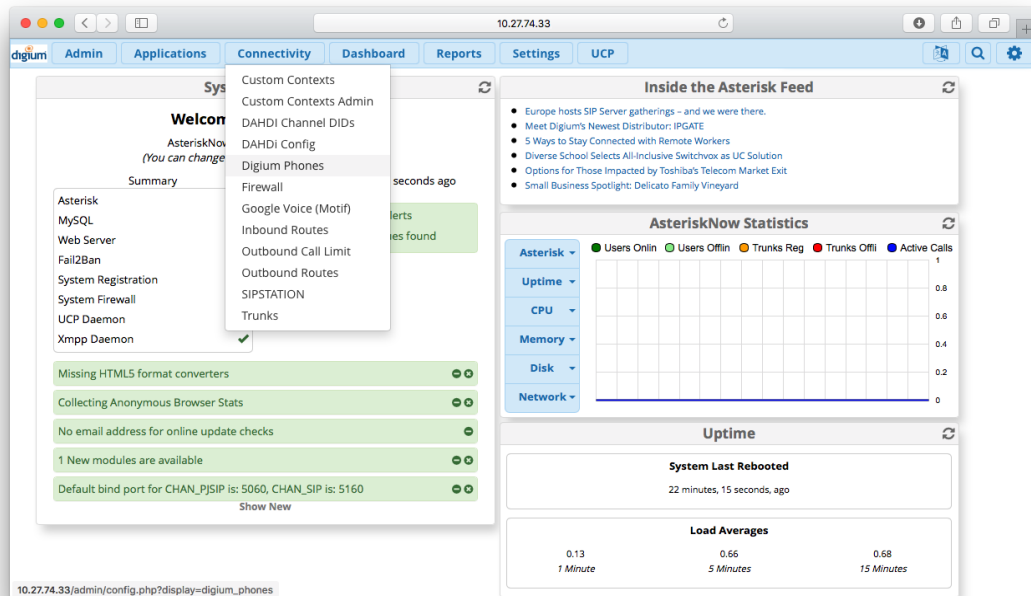 10.27.74.33
digium
Admin
Applications
Connectivity
Dashboard
Reports
Settings
UCP
Custom Contexts
Custom Contexts Admin
DAHDI Channel DIDs
DAHDi Config
Digium Phones
Firewall
Google Voice (Motif)
Inbound Routes
Outbound Call Limit
Outbound Routes
SIPSTATION
Trunks
(You can change
Summary
seconds ago
Asterisk
MySQL
Web Server
Fail2Ban
System Registration
System Firewall
UCP Daemon
Xmpp Daemon
Missing HTML5 format converters
Collecting Anonymous Browser Stats
No email address for online update checks
1 New modules are available
Default bind port for CHAN_PJSIP is: 5060, CHAN_SIP is: 5160
Show New
Inside the Asterisk Feed
Europe hosts SIP Server gatherings – and we were there.
Meet Digium's Newest Distributor: IPGATE
5 Ways to Stay Connected with Remote Workers
Diverse School Selects All-Inclusive Switchvox as UC Solution
Options for Those Impacted by Toshiba's Telecom Market Exit
Small Business Spotlight: Delicato Family Vineyard
AsteriskNow Statistics
Asterisk
Uptime
CPU
Memory
Disk
Network
Users Onlin
Users Offlin
Trunks Reg
Trunks Offli
Active Calls
1
0.8
0.6
0.4
0.2
0
Uptime
System Last Rebooted
22 minutes, 15 seconds, ago
Load Averages
0.13
0.66
0.68
1 Minute
5 Minutes
15 Minutes
10.27.74.33/admin/config.php?display=digium_phones